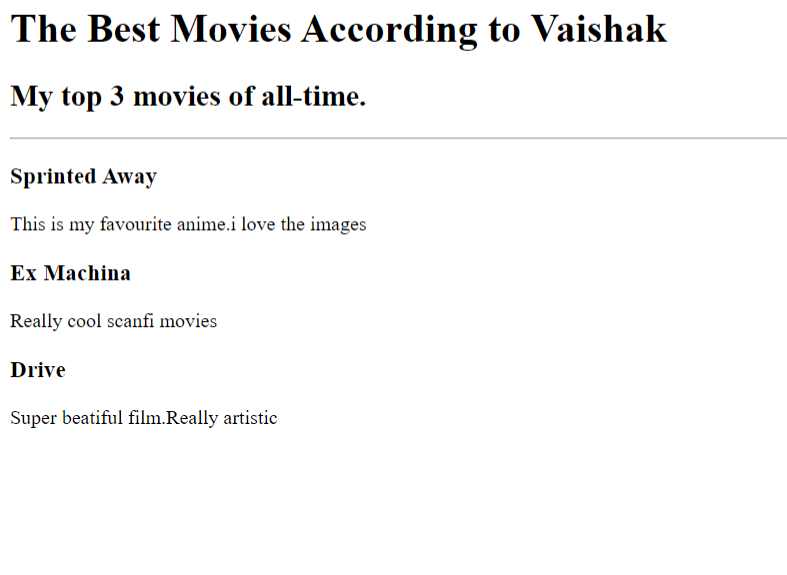 The Best Movies According to Vaishak
My top 3 movies of all-time.
Sprinted Away
This is my favourite anime.i love the images
Ex Machina
Really cool scanfi movies
Drive
Super beatiful film.Really artistic